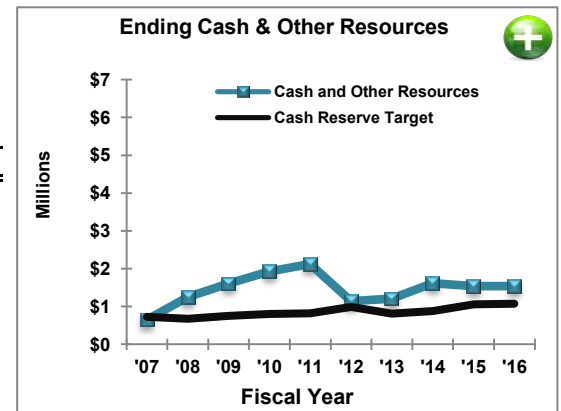 Ending Cash & Other Resources
$7
$6
$5
$4
$3
$2
$1
$0
Millions
Cash and Other Resources
Cash Reserve Target
'07 '08 '09 '10 '11 '12 '13 '14 '15 '16
Fiscal Year